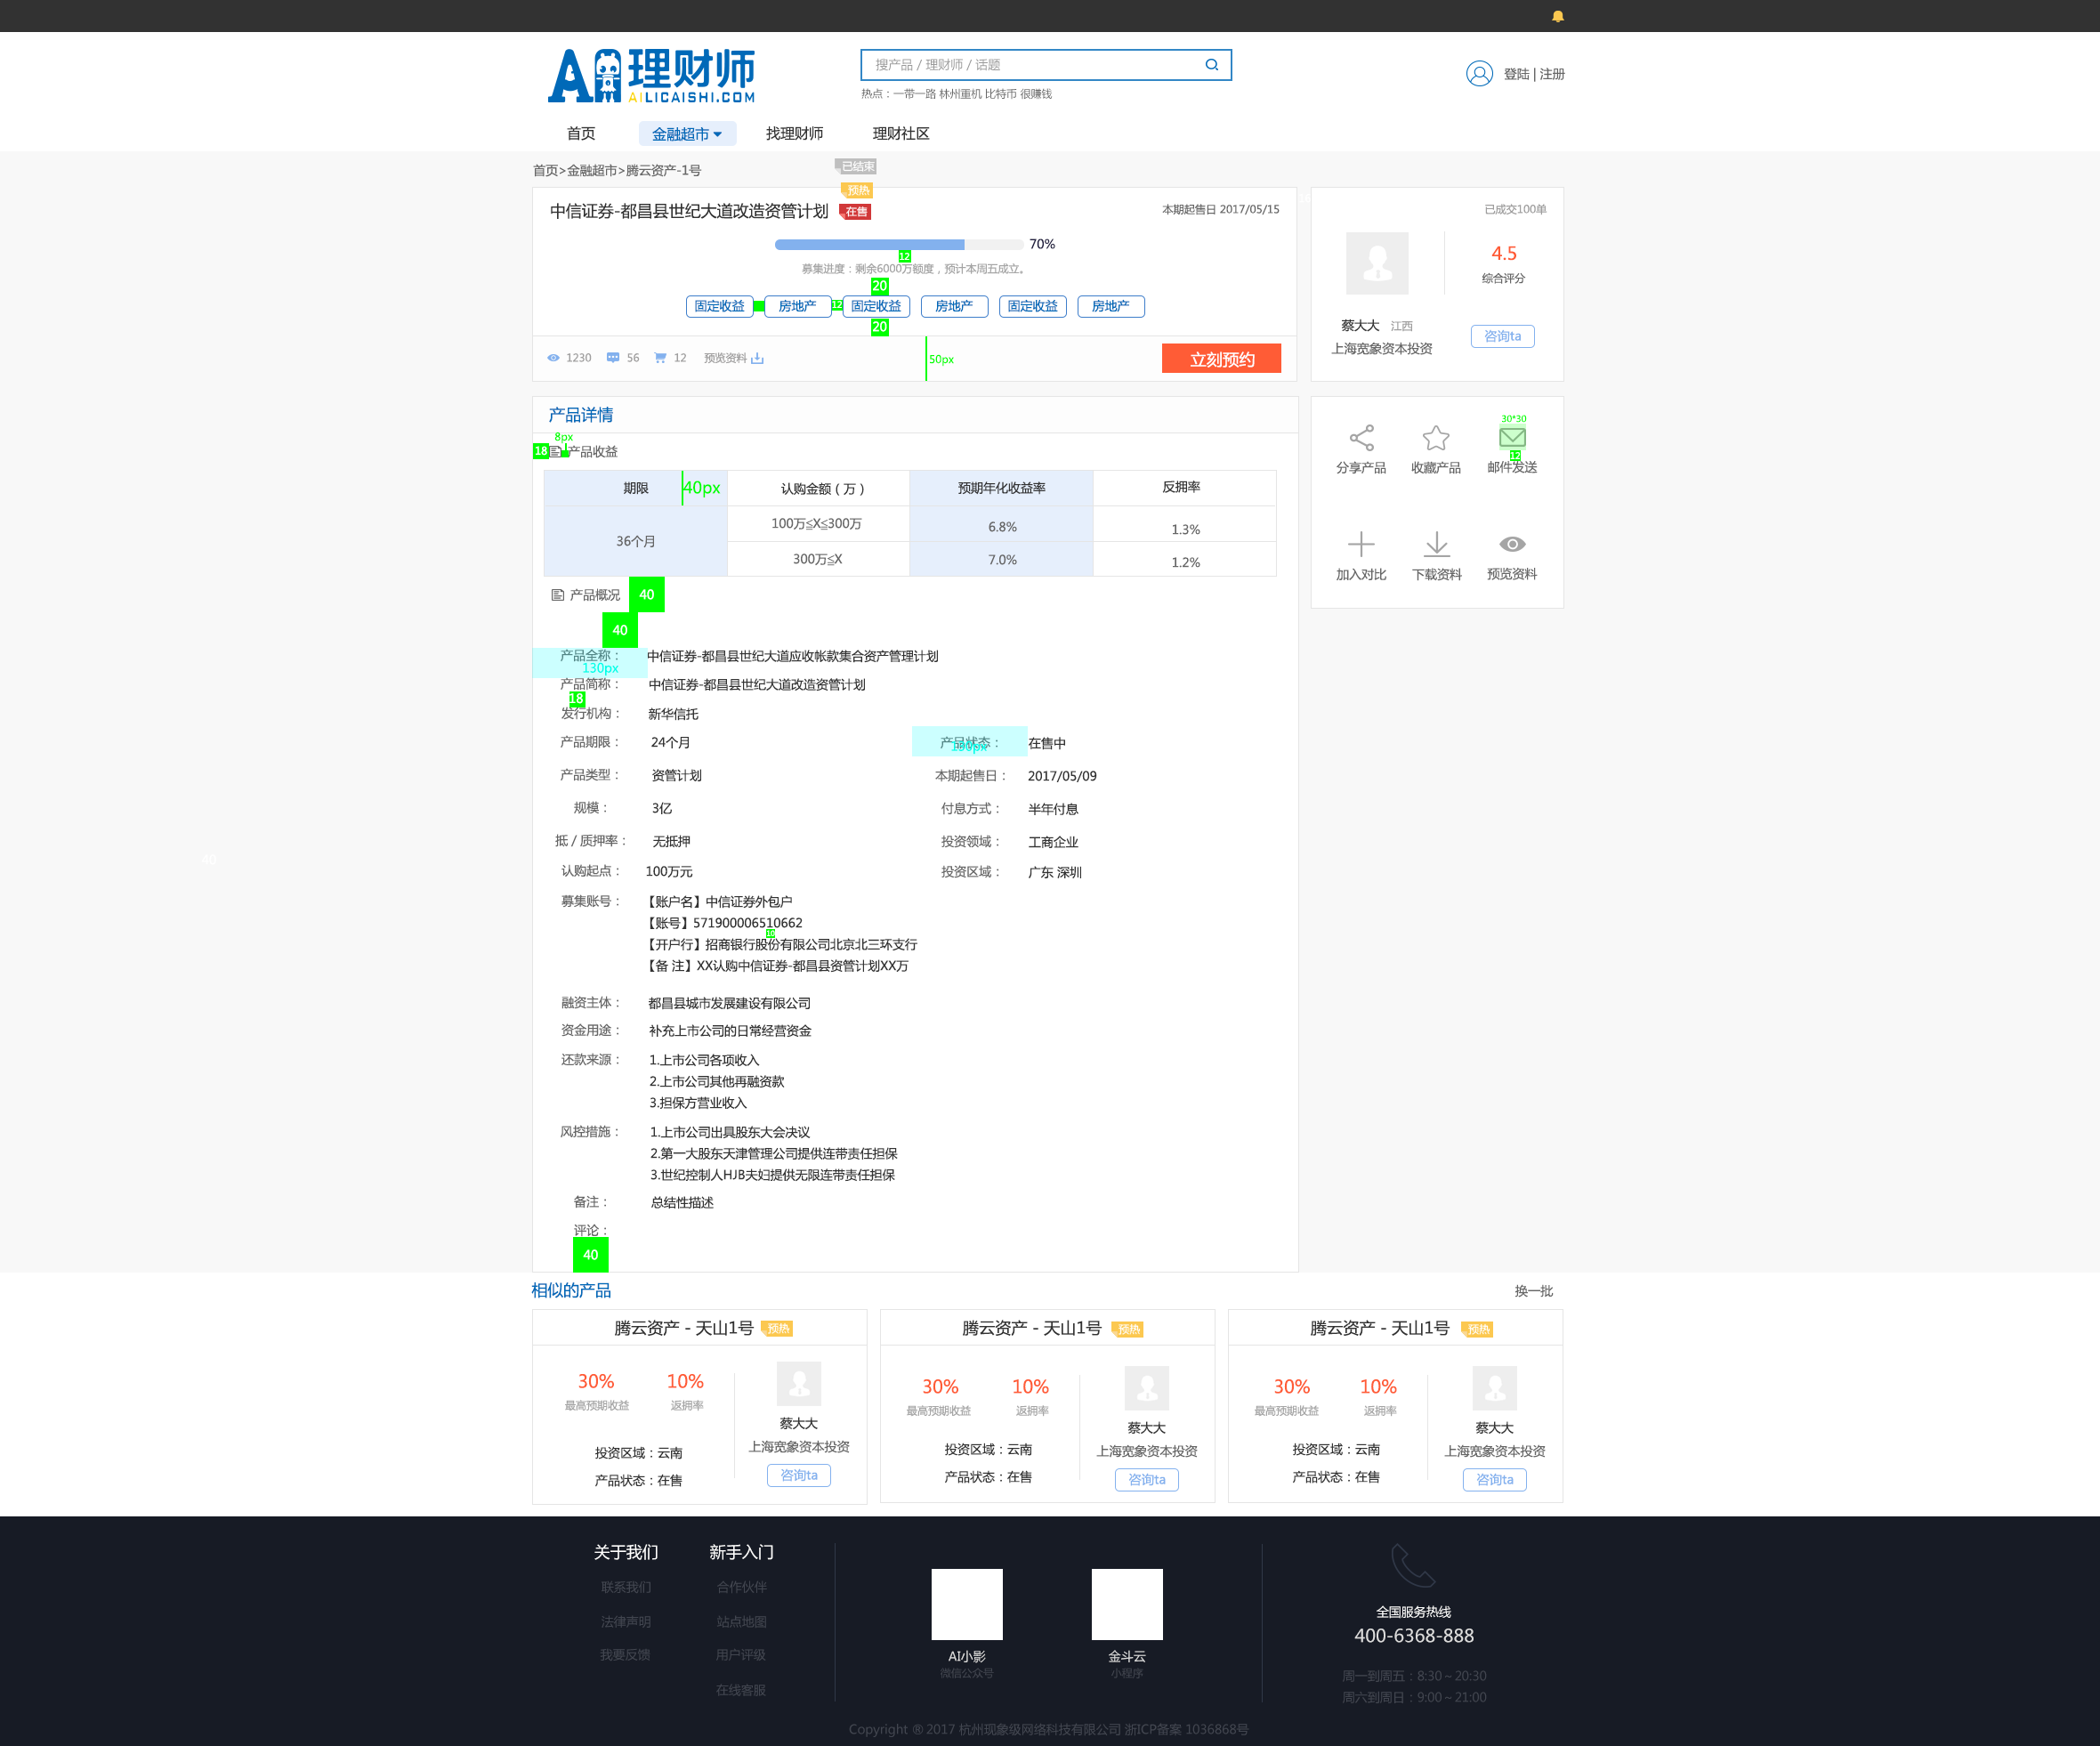 AI理财师
AILICAISHI.COM
搜产品 / 理财师 / 话题
热点：一带一路 林州重机 比特币 很赚钱
登陆 | 注册
首页 金融超市 找理财师 理财社区
首页>金融超市>腾云资产-1号
已结束
预热
中信证券-都昌县世纪大道改造资管计划 在售 本期起售日 2017/05/15
70%
12
募集进度：剩余6000万额度，预计本周五成立。
20
固定收益 房地产 12 固定收益 房地产 固定收益 房地产
20
1230 56 12 预览资料 50px 立刻预约
已成交100单
4.5
综合评分
蔡大大 江西
上海宽象资本投资
咨询ta
产品详情
8px
18 产品收益
期限 40px 认购金额（万） 预期年化收益率 反拥率
36个月
100万≦X≦300万 6.8% 1.3%
300万≦X 7.0% 1.2%
30*30
12
分享产品 收藏产品 邮件发送
加入对比 下载资料 预览资料
产品概况 40
40
产品全称： 中信证券-都昌县世纪大道应收帐款集合资产管理计划
130px
产品简称： 中信证券-都昌县世纪大道改造资管计划
18
发行机构： 新华信托
产品期限： 24个月 产品状态： 在售中
产品类型： 资管计划 本期起售日： 2017/05/09
规模： 3亿 付息方式： 半年付息
抵 / 质押率： 无抵押 投资领域： 工商企业
40
认购起点： 100万元 投资区域： 广东 深圳
募集账号： 【账户名】中信证券外包户
【账号】571900006510662
10
【开户行】招商银行股份有限公司北京北三环支行
【备 注】XX认购中信证券-都昌县资管计划XX万
融资主体： 都昌县城市发展建设有限公司
资金用途： 补充上市公司的日常经营资金
还款来源： 1.上市公司各项收入
2.上市公司其他再融资款
3.担保方营业收入
风控措施： 1.上市公司出具股东大会决议
2.第一大股东天津管理公司提供连带责任担保
3.世纪控制人HJB夫妇提供无限连带责任担保
备注： 总结性描述
评论：
40
相似的产品 换一批
腾云资产 - 天山1号 预热
30% 10%
最高预期收益 返拥率
投资区域：云南
产品状态：在售
蔡大大
上海宽象资本投资
咨询ta
腾云资产 - 天山1号 预热
30% 10%
最高预期收益 返拥率
投资区域：云南
产品状态：在售
蔡大大
上海宽象资本投资
咨询ta
腾云资产 - 天山1号 预热
30% 10%
最高预期收益 返拥率
投资区域：云南
产品状态：在售
蔡大大
上海宽象资本投资
咨询ta
关于我们
联系我们
法律声明
我要反馈
新手入门
合作伙伴
站点地图
用户评级
在线客服
AI小影
微信公众号
金斗云
小程序
全国服务热线
400-6368-888
周一到周五：8:30～20:30
周六到周日：9:00～21:00
Copyright ® 2017 杭州现象级网络科技有限公司 浙ICP备案 1036868号